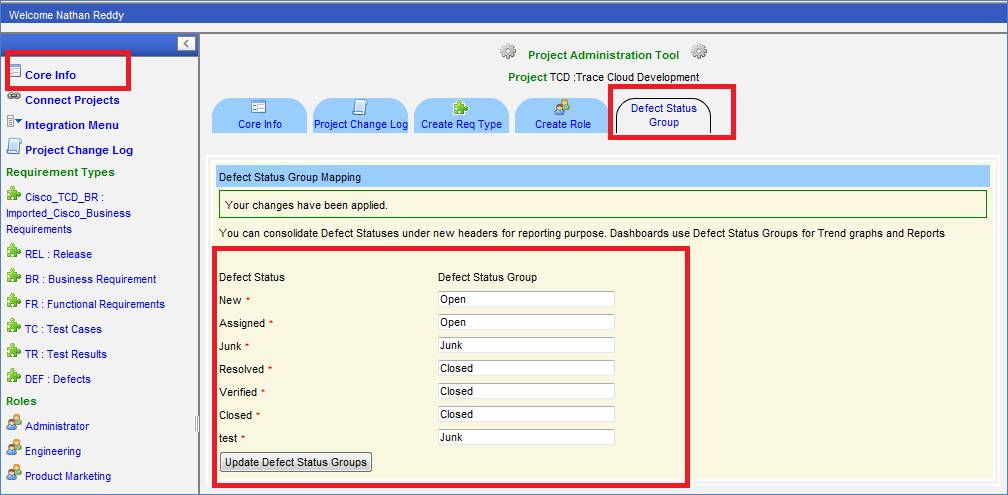 Welcome Nathan Reddy
<
Core Info
Connect Projects
Integration Menu
Project Change Log
Requirement Types
Cisco_TCD_BR :
Imported_Cisco_Business
Requirements
REL : Release
BR : Business Requirement
FR : Functional Requirements
TC : Test Cases
TR : Test Results
DEF : Defects
Roles
Administrator
Engineering
Product Marketing
Project Administration Tool
Project TCD :Trace Cloud Development
Core Info
Project Change Log
Create Req Type
Create Role
Defect Status
Group
Defect Status Group Mapping
Your changes have been applied.
You can consolidate Defect Statuses under new headers for reporting purpose. Dashboards use Defect Status Groups for Trend graphs and Reports
Defect Status Defect Status Group
New * Open
Assigned * Open
Junk * Junk
Resolved * Closed
Verified * Closed
Closed * Closed
test * Junk
Update Defect Status Groups